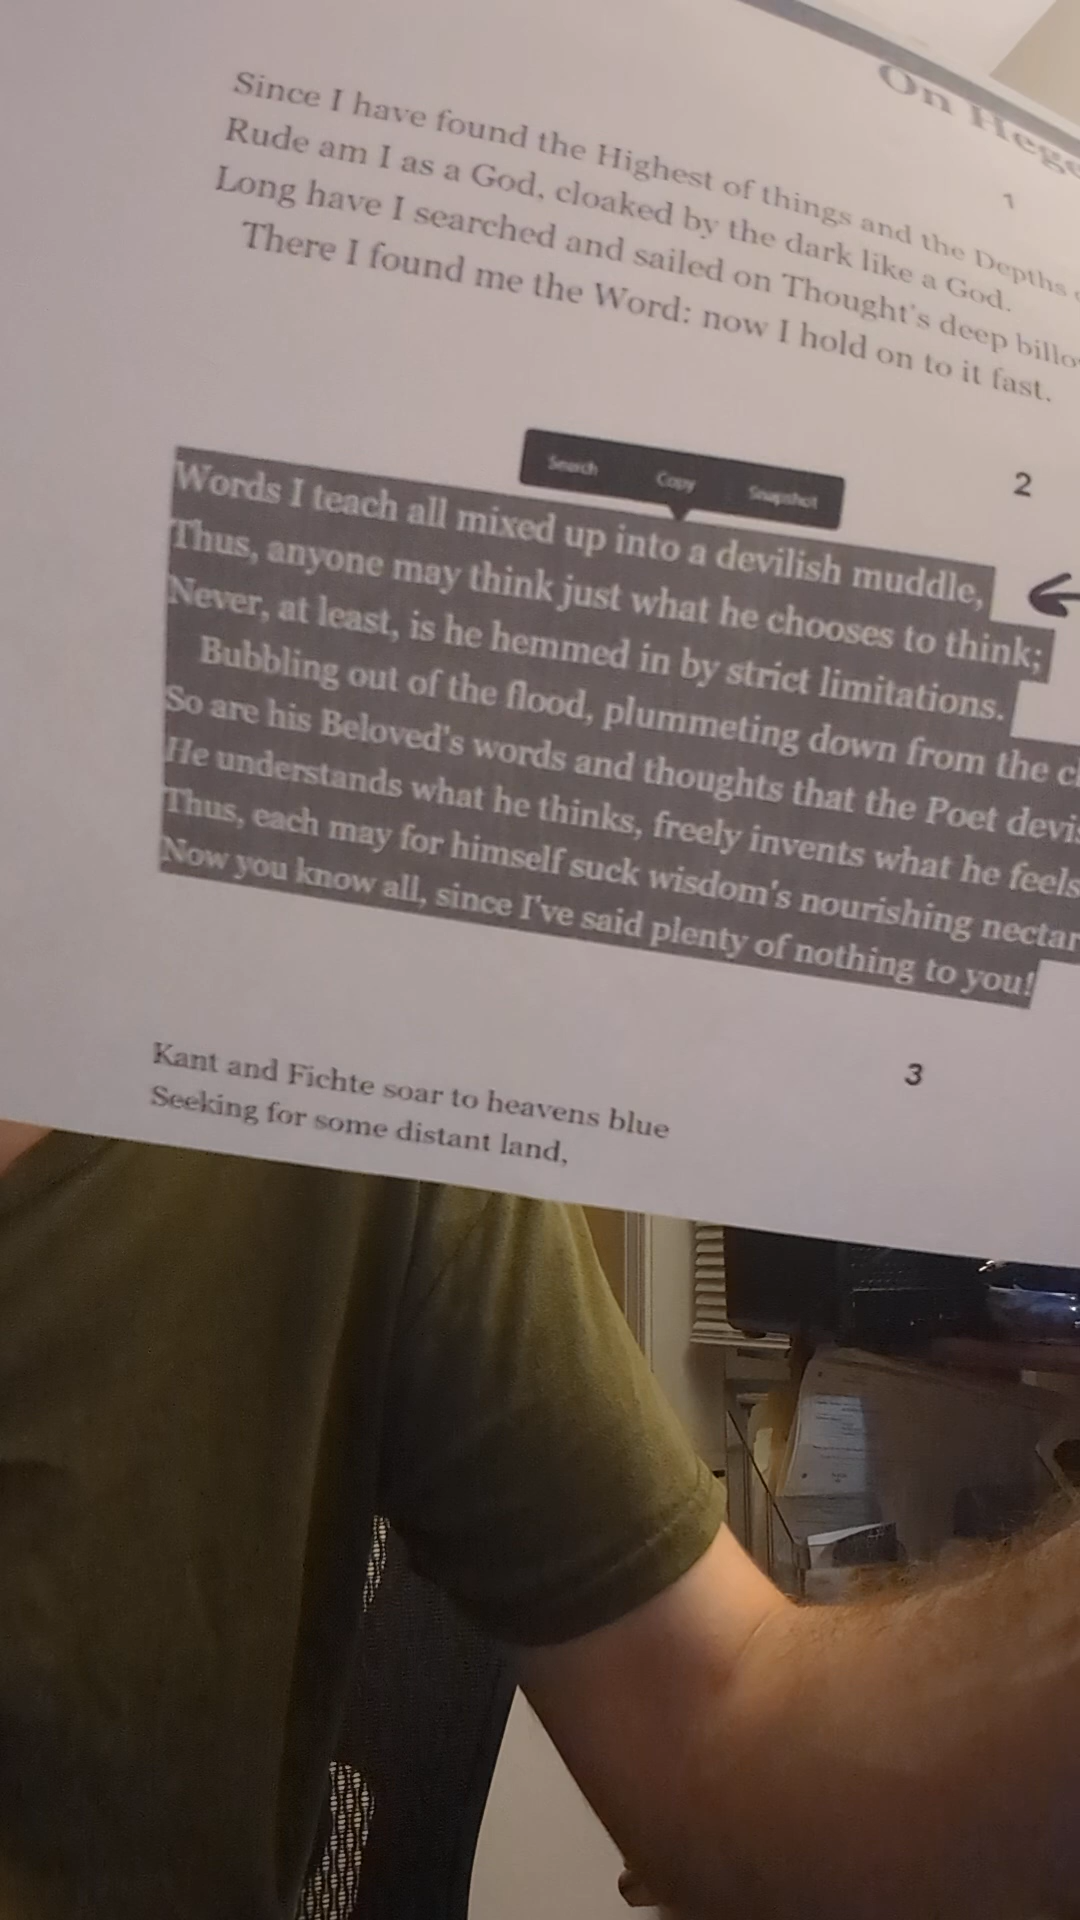 On Hege
1
Since I have found the Highest of things and the Depths
Rude am I as a God, cloaked by the dark like a God.
Long have I searched and sailed on Thought's deep billo
There I found me the Word: now I hold on to it fast.
Search Copy Snapshot
2
Words I teach all mixed up into a devilish muddle,
Thus, anyone may think just what he chooses to think;
Never, at least, is he hemmed in by strict limitations.
Bubbling out of the flood, plummeting down from the cl
So are his Beloved's words and thoughts that the Poet devis
He understands what he thinks, freely invents what he feels
Thus, each may for himself suck wisdom's nourishing nectar
Now you know all, since I've said plenty of nothing to you!
3
Kant and Fichte soar to heavens blue
Seeking for some distant land,